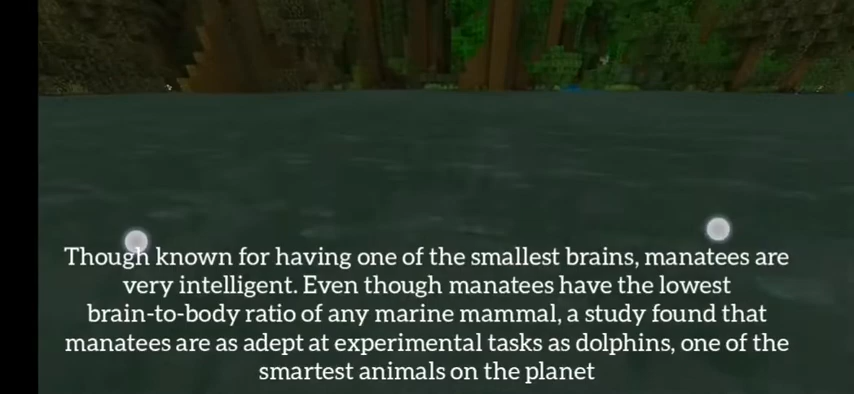 Though known for having one of the smallest brains, manatees are
very intelligent. Even though manatees have the lowest
brain-to-body ratio of any marine mammal, a study found that
manatees are as adept at experimental tasks as dolphins, one of the
smartest animals on the planet